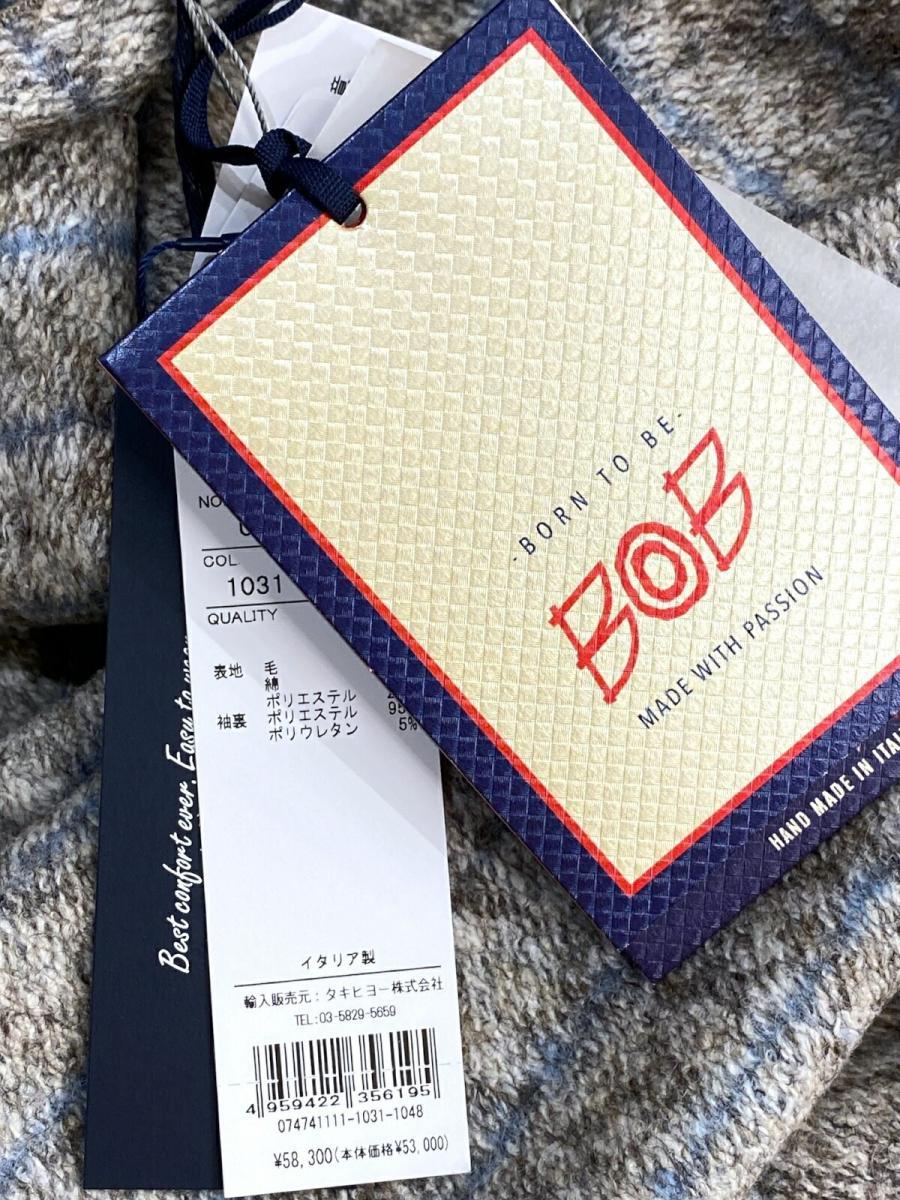 -BORN TO BE-
BOB
MADE WITH PASSION
HAND MADE IN
NO
COL
1031
QUALITY
表地 毛
綿
ポリエステル
袖裏 ポリエステル 95
ポリウレタン 5%
イタリア製
輸入販売元：タキヒヨー株式会社
TEL:03-5829-5659
4 959422 356195
074741111-1031-1048
¥58,300(本体価格¥53,000)
Best confort ever. Easy to